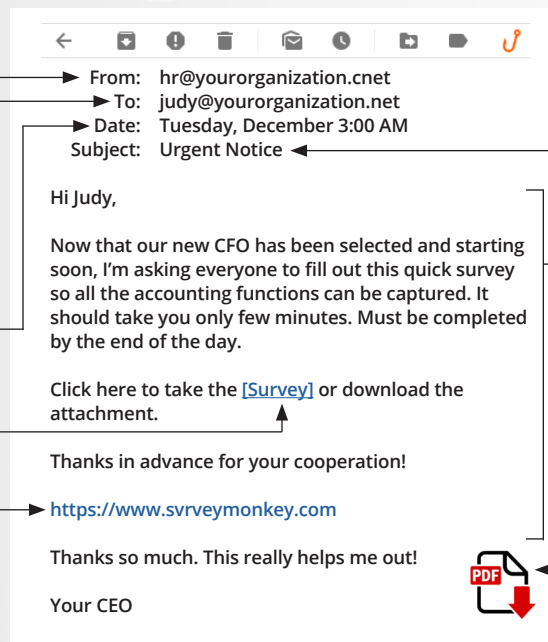 From: hr@yourorganization.cnet
To: judy@yourorganization.net
Date: Tuesday, December 3:00 AM
Subject: Urgent Notice
Hi Judy,
Now that our new CFO has been selected and starting
soon, I'm asking everyone to fill out this quick survey
so all the accounting functions can be captured. It
should take you only few minutes. Must be completed
by the end of the day.
Click here to take the [Survey] or download the
attachment.
Thanks in advance for your cooperation!
https://www.svrveymonkey.com
Thanks so much. This really helps me out!
PDF
Your CEO